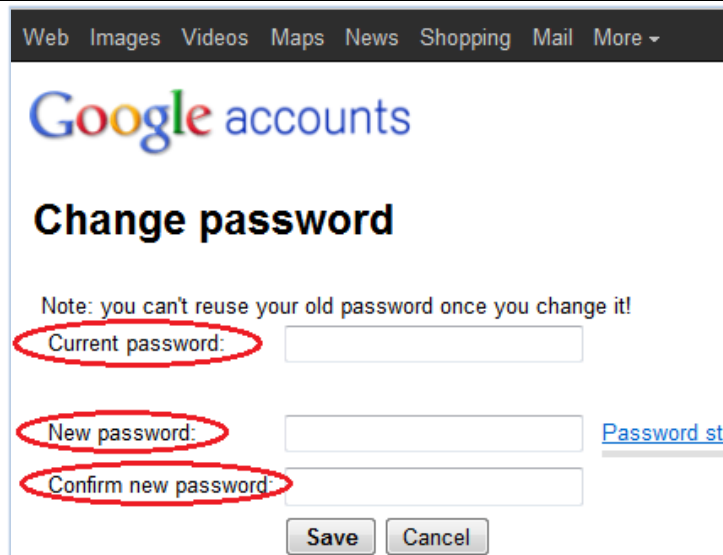 Web Images Videos Maps News Shopping Mail More
Google accounts
Change password
Note: you can't reuse your old password once you change it!
Current password:
New password: Password st
Confirm new password:
Save Cancel